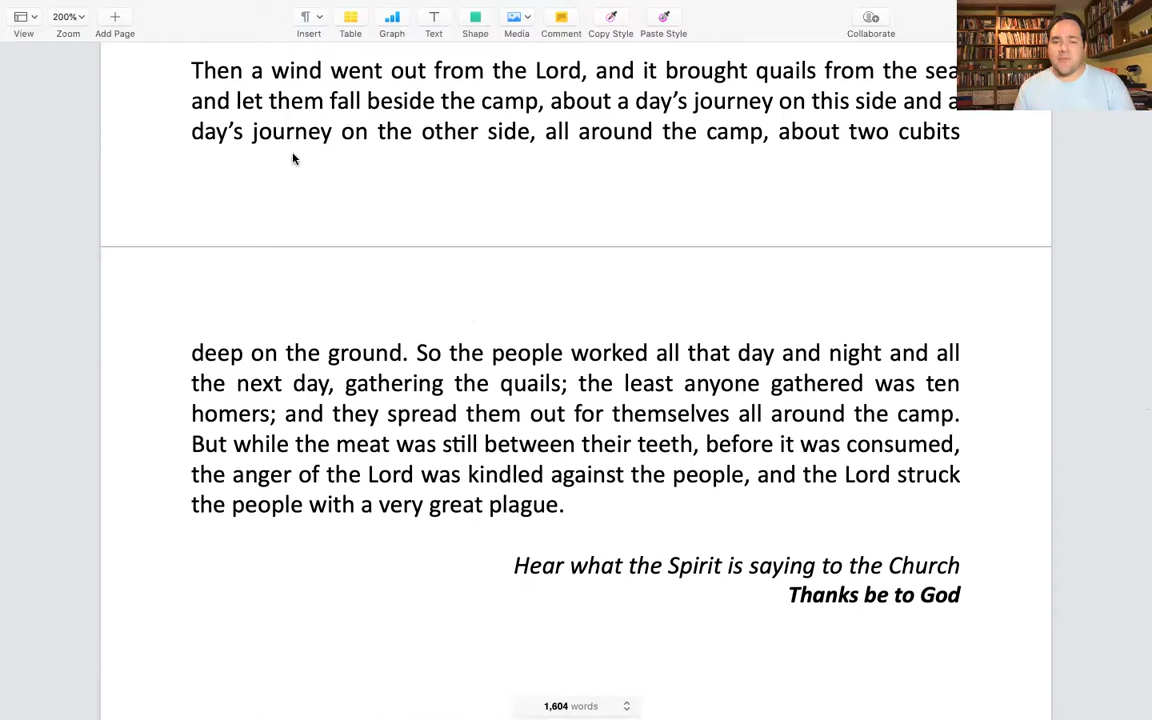 200%
View
Zoom
Add Page
Insert
Table
Graph
Text
Shape
Media
Comment
Copy Style
Paste Style
Collaborate
Then a wind went out from the Lord, and it brought quails from the sea
and let them fall beside the camp, about a day’s journey on this side and a
day’s journey on the other side, all around the camp, about two cubits
deep on the ground. So the people worked all that day and night and all
the next day, gathering the quails; the least anyone gathered was ten
homers; and they spread them out for themselves all around the camp.
But while the meat was still between their teeth, before it was consumed,
the anger of the Lord was kindled against the people, and the Lord struck
the people with a very great plague.
Hear what the Spirit is saying to the Church
Thanks be to God
1,604 words